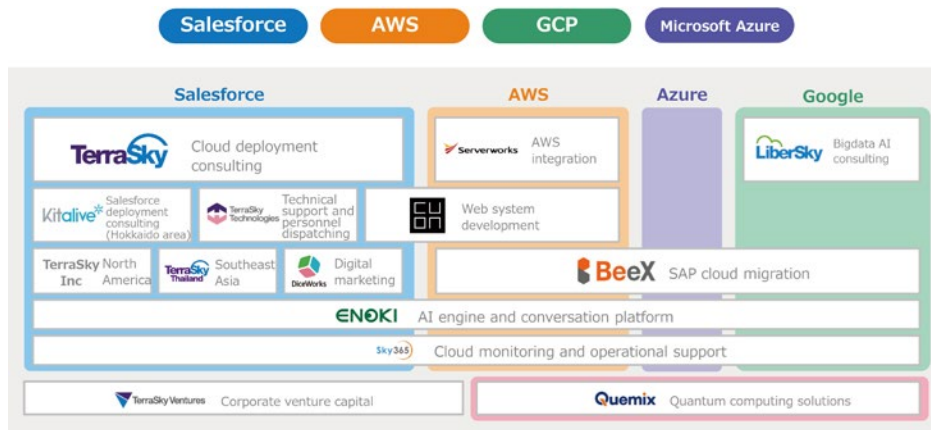 Salesforce AWS GCP Microsoft Azure
Salesforce AWS Azure Google
TerraSky Cloud deployment
consulting
Serverworks AWS
integration
LiberSky Bigdata AI
consulting
Kitalive Salesforce
deployment
consulting
(Hokkaido area)
TerraSky
Technologies
Technical
support and
personnel
dispatching
CUON
Web system
development
TerraSky North
Inc America
TerraSky
Thailand
Southeast
Asia
DiceWorks
Digital
marketing
BeeX SAP cloud migration
ENOKI AI engine and conversation platform
Sky365 Cloud monitoring and operational support
TerraSky Ventures Corporate venture capital
Quemix Quantum computing solutions